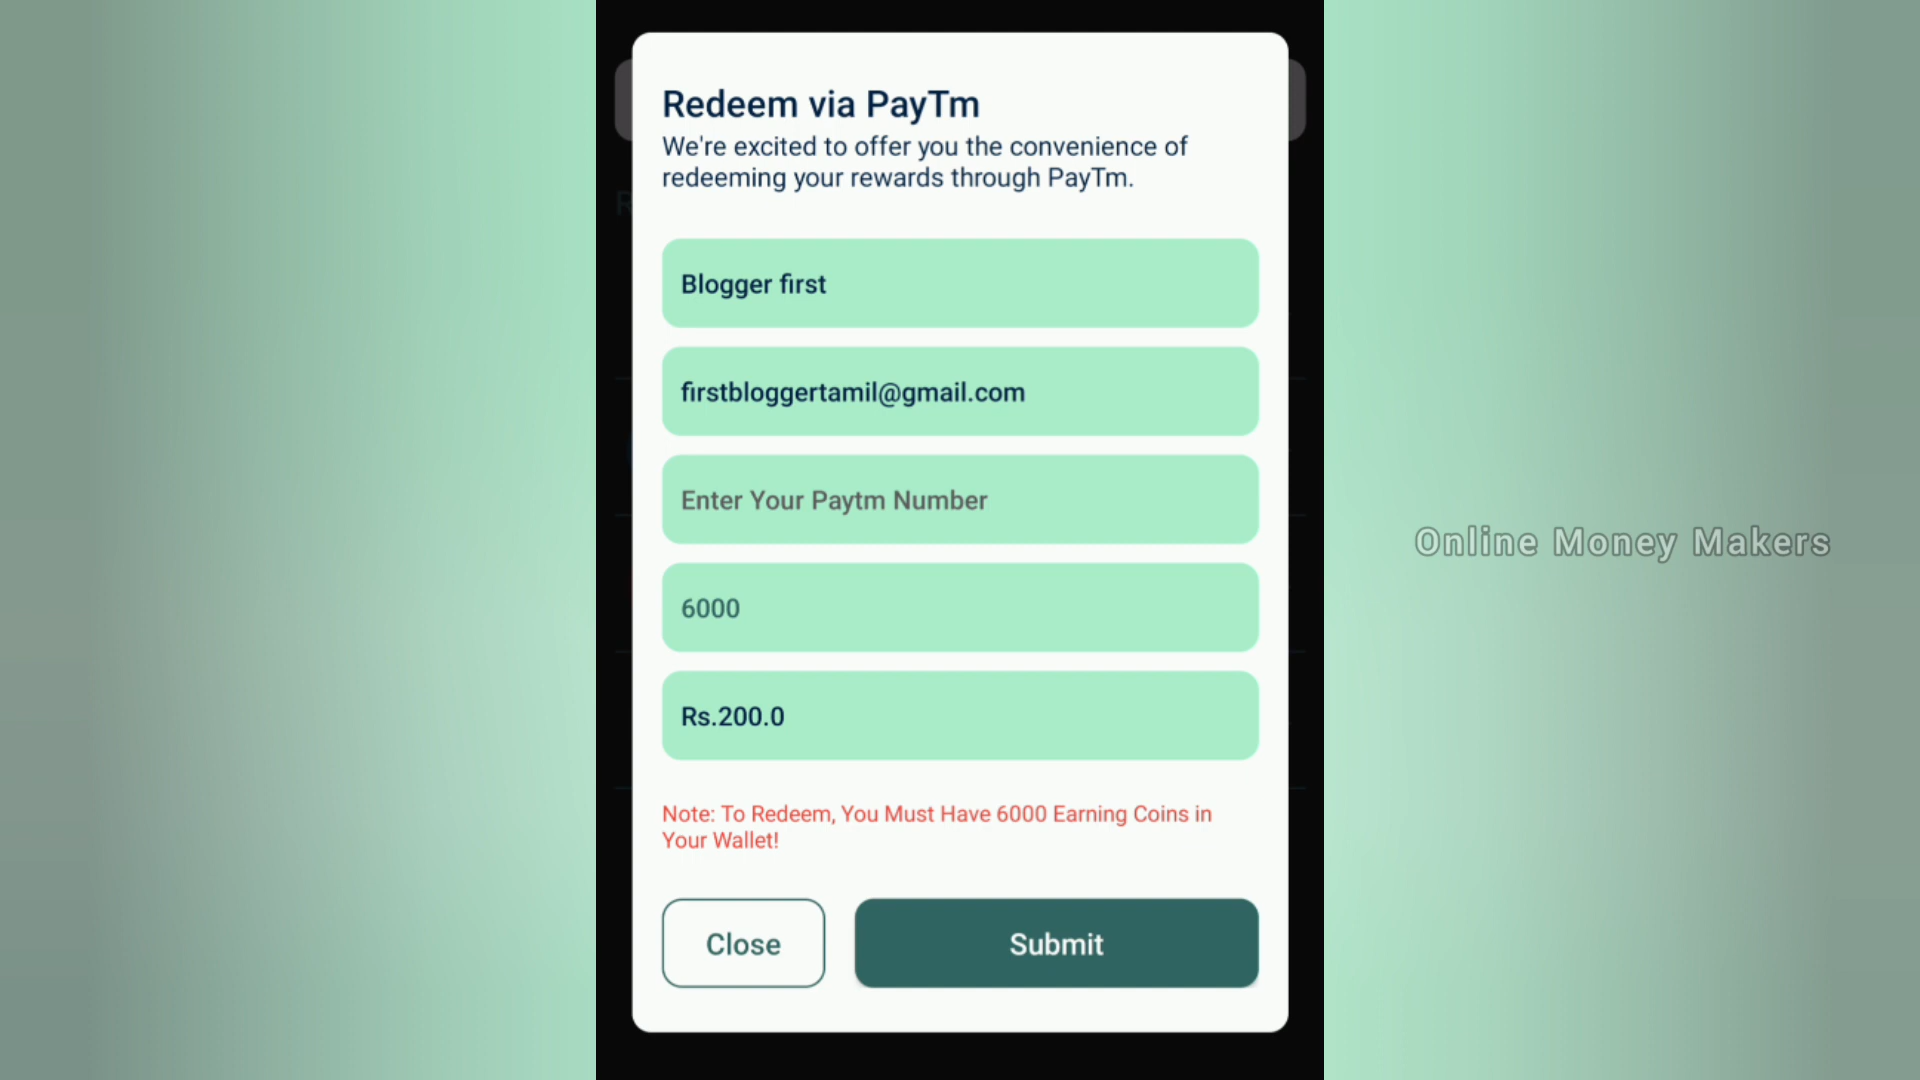 Redeem via PayTm
We're excited to offer you the convenience of
redeeming your rewards through PayTm.
Blogger first
firstbloggertamil@gmail.com
Enter Your Paytm Number
6000
Rs.200.0
Note: To Redeem, You Must Have 6000 Earning Coins in
Your Wallet!
Close
Submit
Online Money Makers